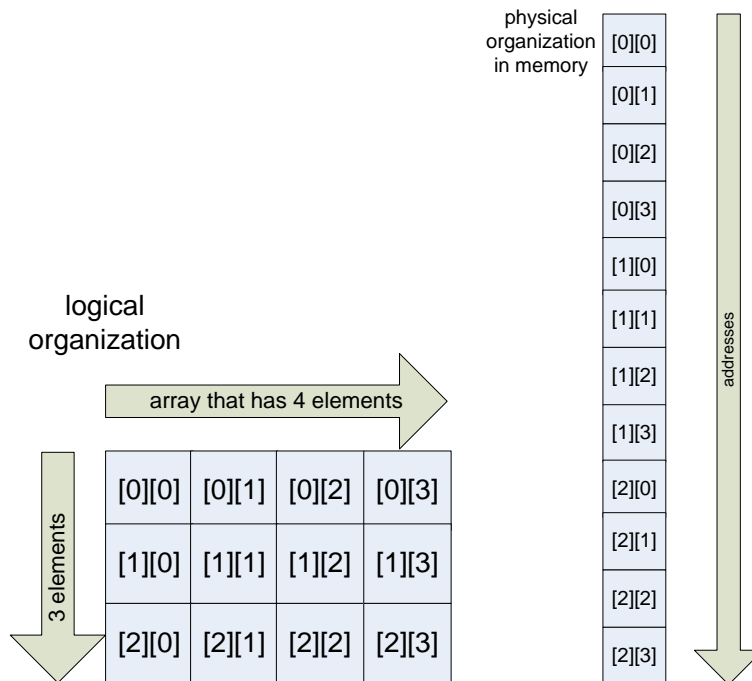 physical
organization
in memory
[0][0]
[0][1]
[0][2]
[0][3]
[1][0]
[1][1]
[1][2]
[1][3]
[2][0]
[2][1]
[2][2]
[2][3]
addresses
logical
organization
array that has 4 elements
3 elements
[0][0] [0][1] [0][2] [0][3]
[1][0] [1][1] [1][2] [1][3]
[2][0] [2][1] [2][2] [2][3]